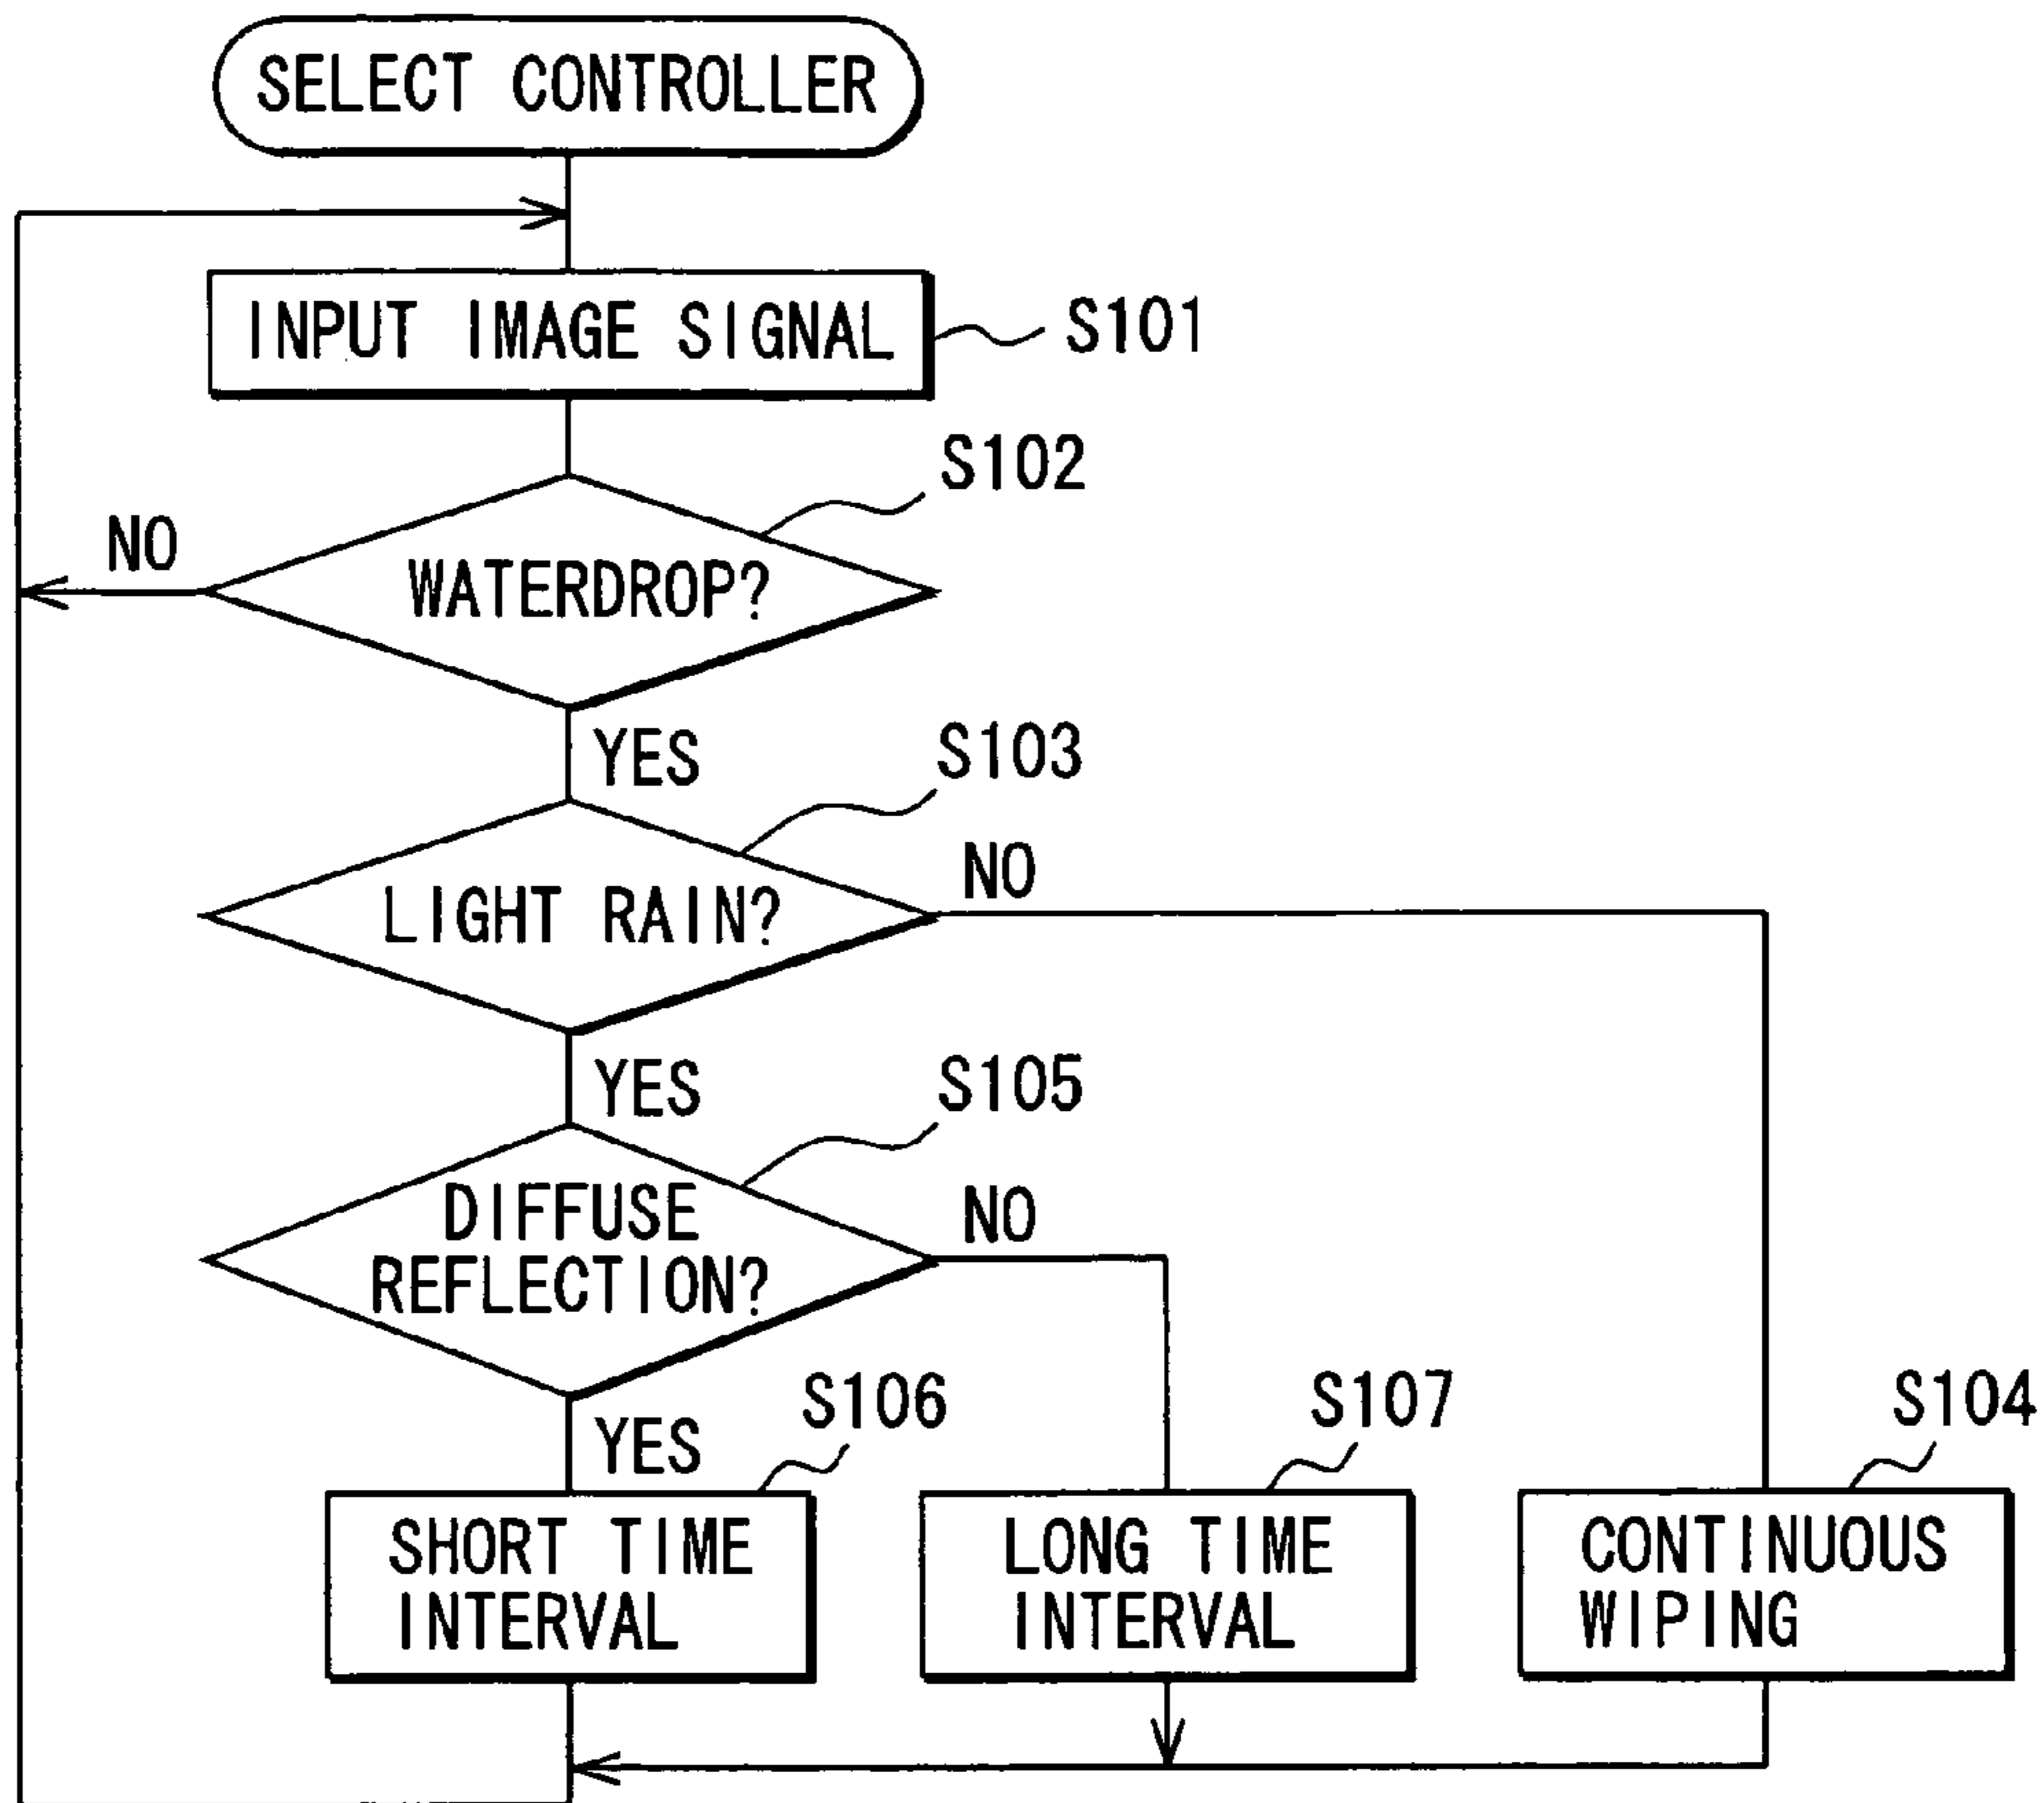 SELECT CONTROLLER
INPUT IMAGE SIGNAL
S101
S102
NO
WATERDROP?
YES
S103
NO
LIGHT RAIN?
YES
S105
DIFFUSE
REFLECTION?
NO
YES
S106
S107
S104
SHORT TIME
INTERVAL
LONG TIME
INTERVAL
CONTINUOUS
WIPING